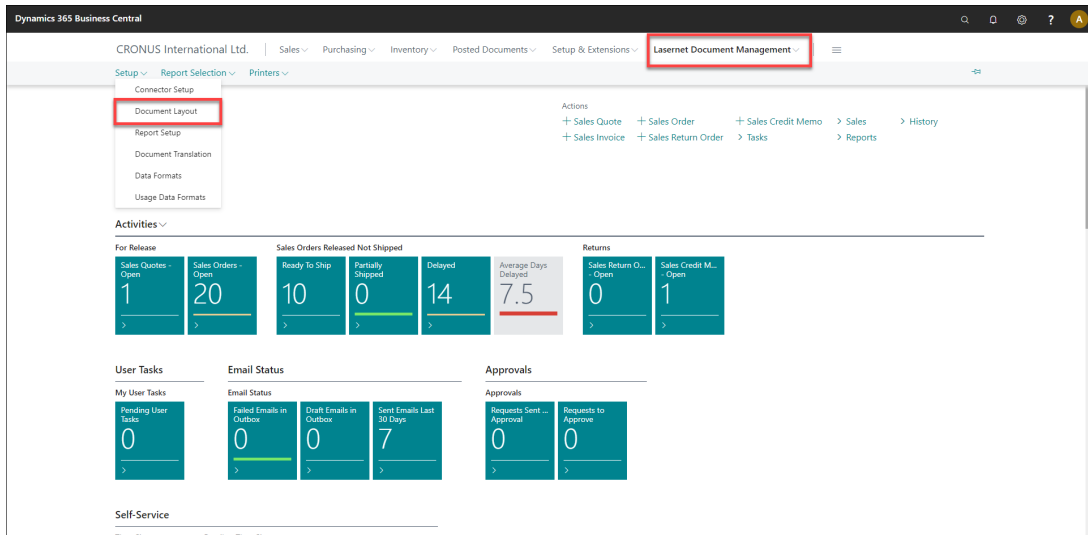 Dynamics 365 Business Central
? A
CRONUS International Ltd. Sales Purchasing Inventory Posted Documents Setup & Extensions Lasernet Document Management
Setup Report Selection Printers
Connector Setup
Document Layout
Report Setup
Document Translation
Data Formats
Usage Data Formats
Actions
+ Sales Quote + Sales Order + Sales Credit Memo > Sales > History
+ Sales Invoice + Sales Return Order > Tasks > Reports
Activities
For Release Sales Orders Released Not Shipped Returns
Sales Quotes - Open
1
>
Sales Orders - Open
20
>
Ready To Ship
10
>
Partially Shipped
0
>
Delayed
14
>
Average Days Delayed
7.5
Sales Return O... - Open
0
>
Sales Credit M... - Open
1
>
User Tasks Email Status Approvals
My User Tasks Email Status Approvals
Pending User Tasks
0
>
Failed Emails in Outbox
0
>
Draft Emails in Outbox
0
>
Sent Emails Last 30 Days
7
>
Requests Sent ... Approval
0
>
Requests to Approve
0
>
Self-Service